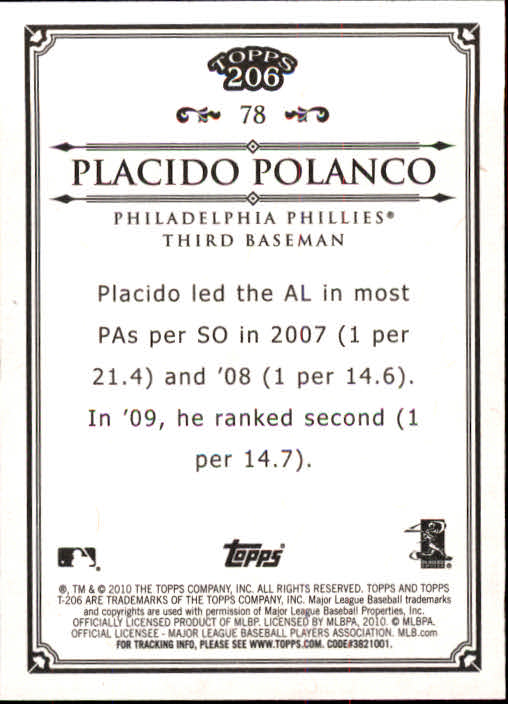 TOPPS
206
78
PLACIDO POLANCO
PHILADELPHIA PHILLIES®
THIRD BASEMAN
Placido led the AL in most
PAs per SO in 2007 (1 per
21.4) and '08 (1 per 14.6).
In '09, he ranked second (1
per 14.7).
Topps®
®, TM & © 2010 THE TOPPS COMPANY, INC. ALL RIGHTS RESERVED. TOPPS AND TOPPS
T-206 ARE TRADEMARKS OF THE TOPPS COMPANY, INC. Major League Baseball trademarks
and copyrights are used with permission of Major League Baseball Properties, Inc.
OFFICIALLY LICENSED PRODUCT OF MLBP. LICENSED BY MLBPA, 2010. © MLBPA.
OFFICIAL LICENSEE - MAJOR LEAGUE BASEBALL PLAYERS ASSOCIATION. MLB.com
FOR TRACKING INFO, PLEASE SEE WWW.TOPPS.COM. CODE#3821001.